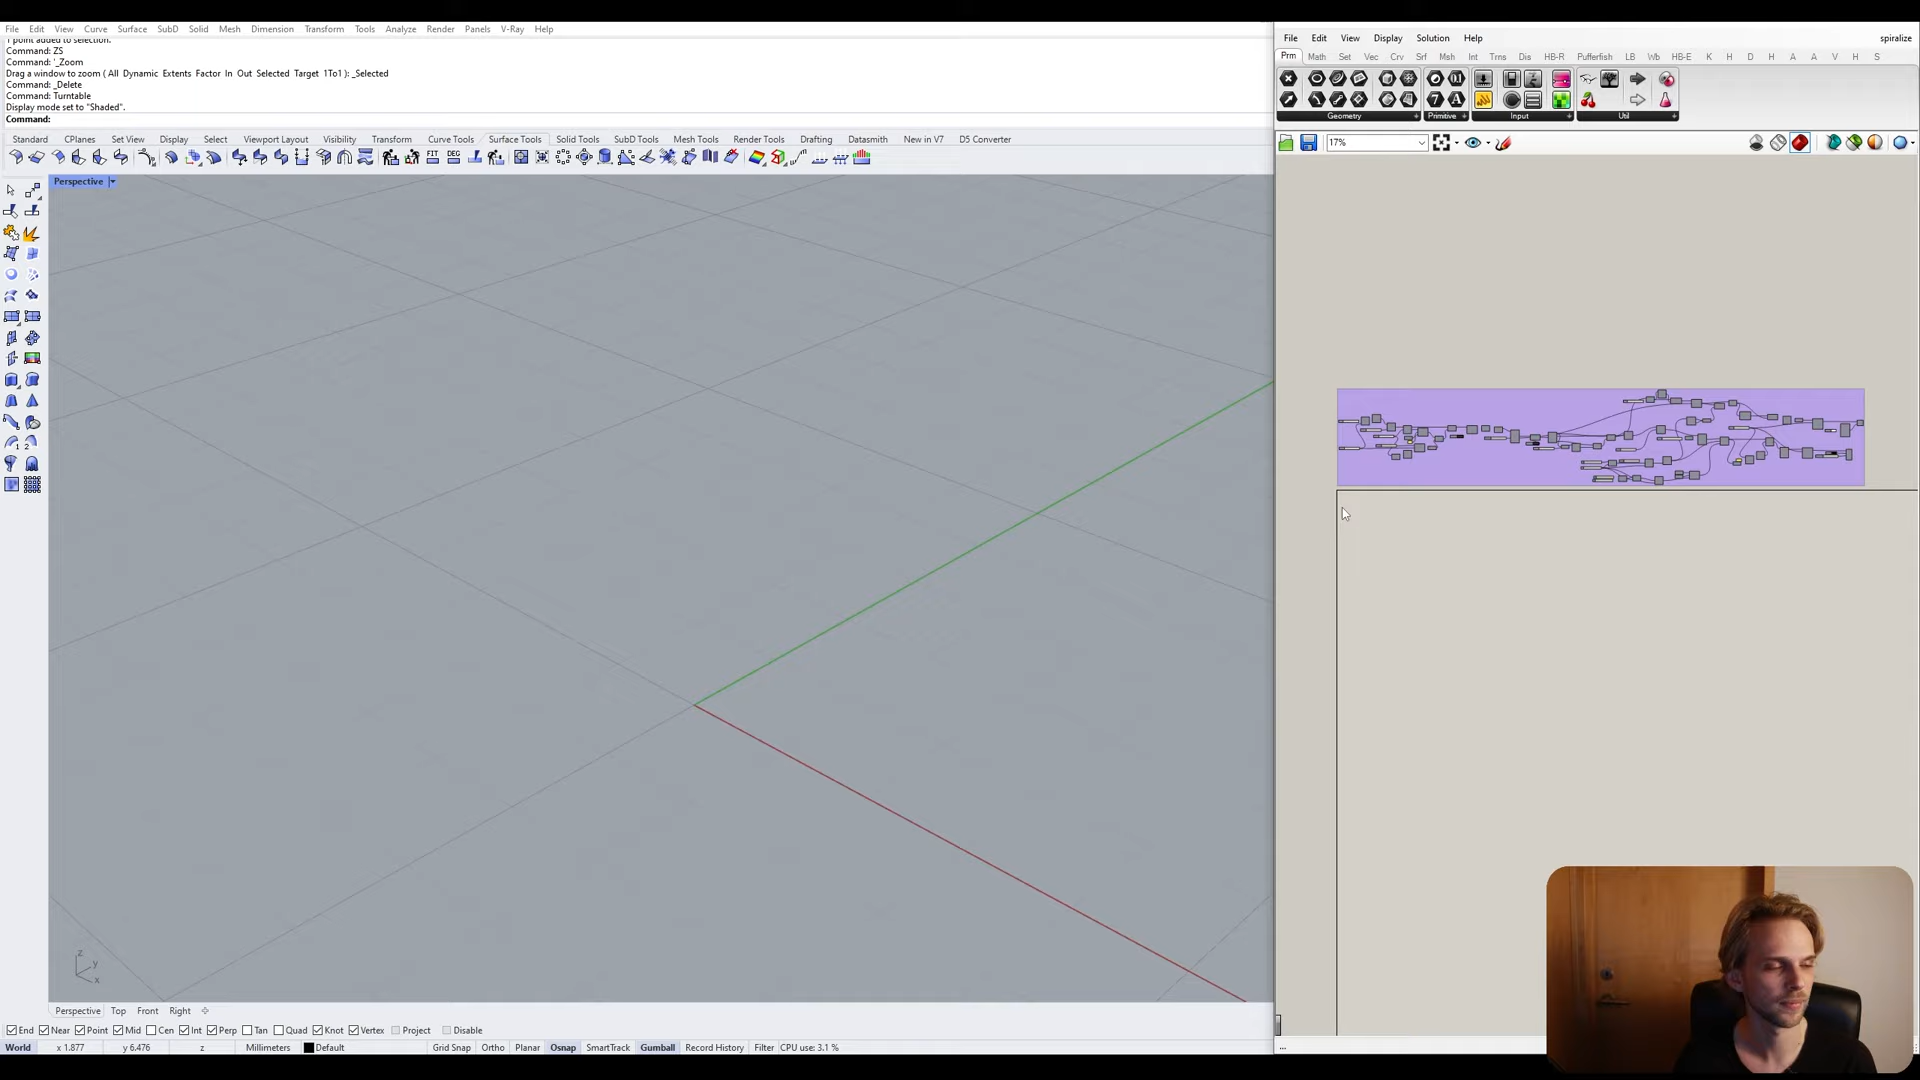 File Edit View Curve Surface SubD Solid Mesh Dimension Transform Tools Analyze Render Panels V-Ray Help
1 point added to selection.
Command: ZS
Command: '_Zoom
Drag a window to zoom ( All Dynamic Extents Factor In Out Selected Target 1To1 ): _Selected
Command: _Delete
Command: Turntable
Display mode set to "Shaded".
Command:
Standard CPlanes Set View Display Select Viewport Layout Visibility Transform Curve Tools Surface Tools Solid Tools SubD Tools Mesh Tools Render Tools Drafting Datasmith New in V7 D5 Converter
FIT DEG
Perspective
z
y
x
Perspective Top Front Right
End Near Point Mid Cen Int Perp Tan Quad Knot Vertex Project Disable
World x 1.877 y 6.476 z Millimeters Default Grid Snap Ortho Planar Osnap SmartTrack Gumball Record History Filter CPU use: 3.1 %
File Edit View Display Solution Help spiralize
Prm Math Set Vec Crv Srf Msh Int Trns Dis HB-R Pufferfish LB Wb HB-E K H D H A A V H S
Geometry Primitive Input Util
17%
...